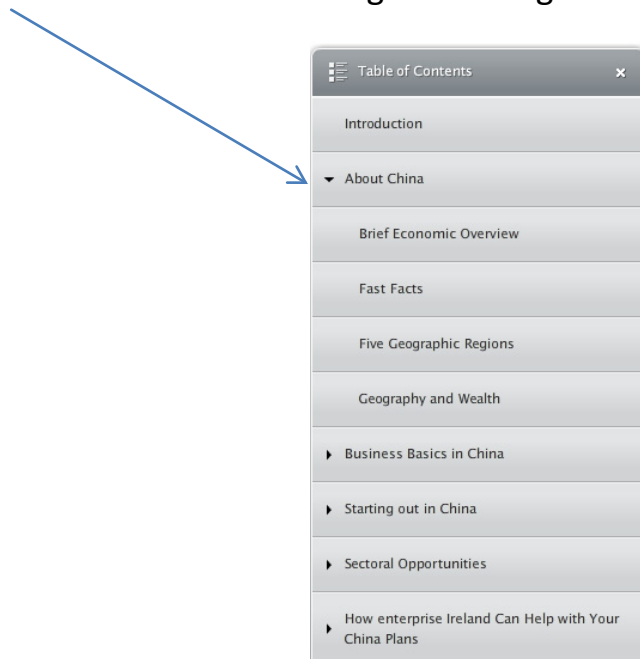 Table of Contents
Introduction
About China
Brief Economic Overview
Fast Facts
Five Geographic Regions
Geography and Wealth
Business Basics in China
Starting out in China
Sectoral Opportunities
How enterprise Ireland Can Help with Your
China Plans